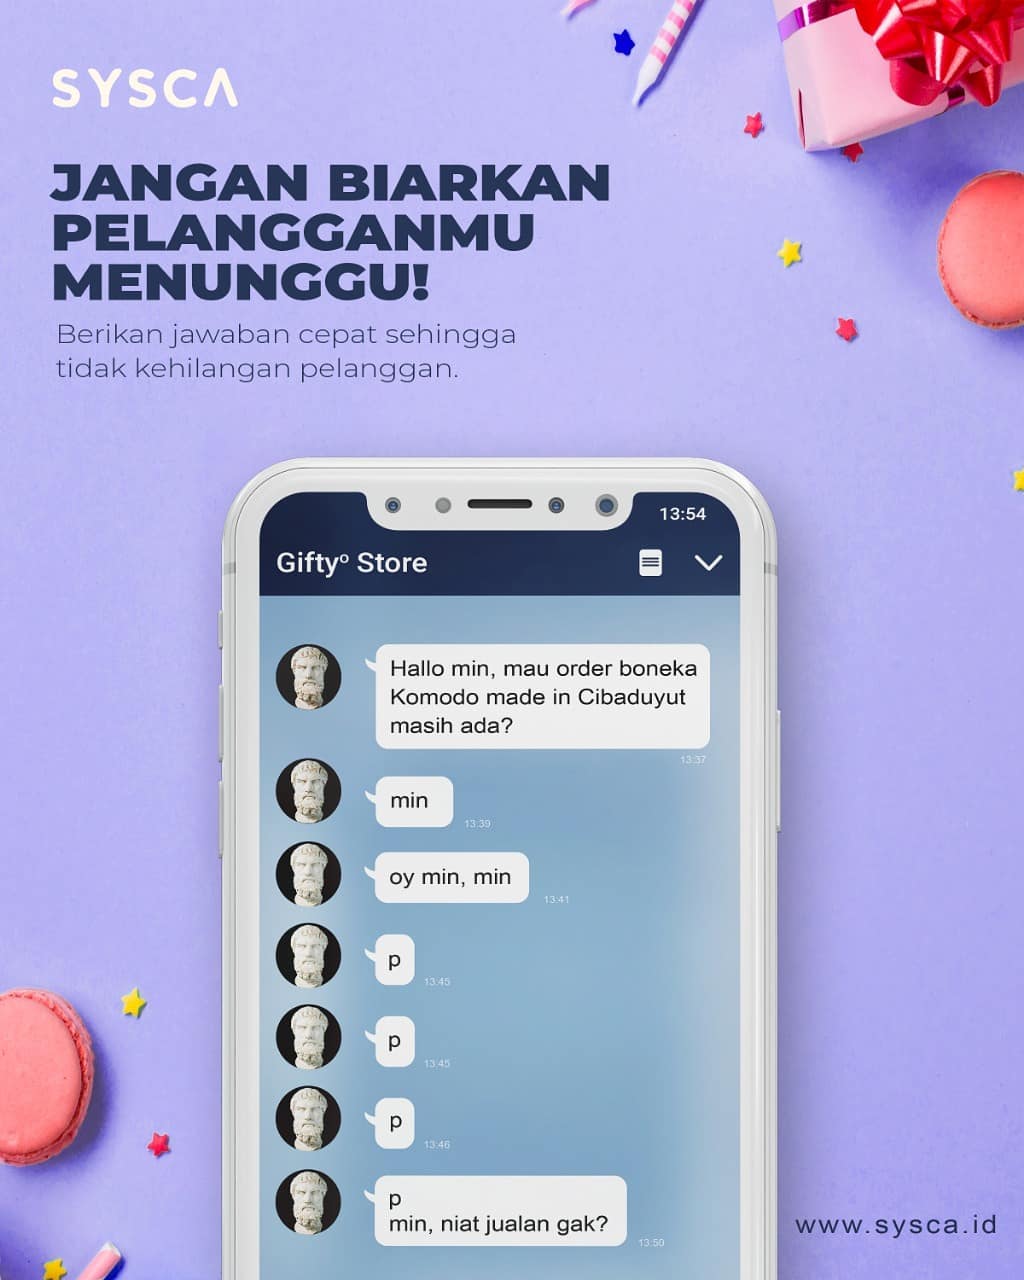 SYSCA
JANGAN BIARKAN
PELANGGANMU
MENUNGGU!
Berikan jawaban cepat sehingga
tidak kehilangan pelanggan.
13:54
Giftyº Store
Hallo min, mau order boneka
Komodo made in Cibaduyut
masih ada?
13:37
min
13:39
oy min, min
13:41
p
13:45
p
13:45
p
13:46
p
min, niat jualan gak?
13:50
www.sysca.id